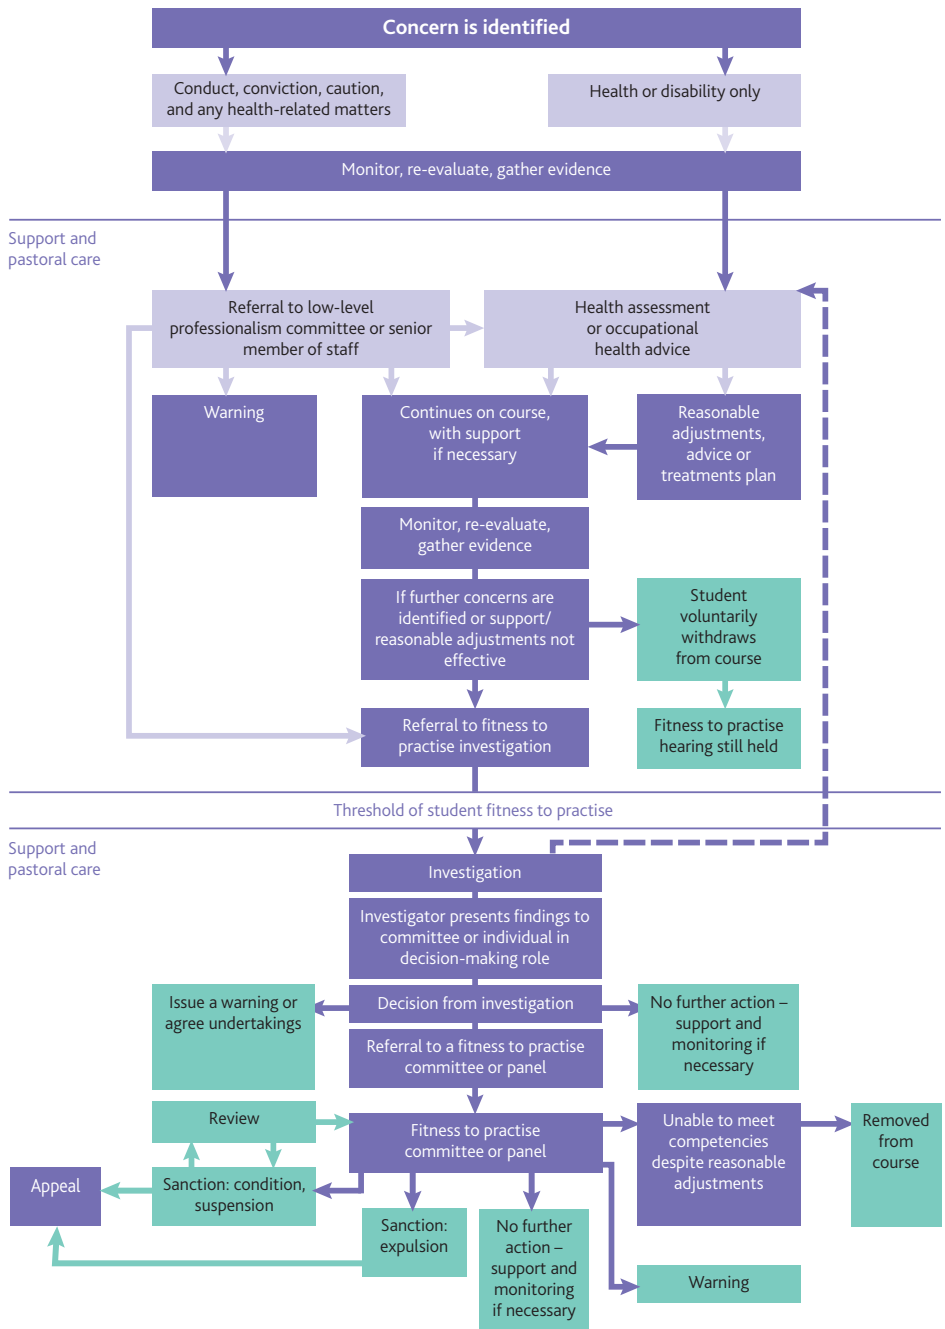 Concern is identified
Conduct, conviction, caution,
and any health-related matters
Health or disability only
Monitor, re-evaluate, gather evidence
Support and
pastoral care
Referral to low-level
professionalism committee or senior
member of staff
Health assessment
or occupational
health advice
Warning
Continues on course,
with support
if necessary
Reasonable
adjustments,
advice or
treatments plan
Monitor, re-evaluate,
gather evidence
If further concerns are
identified or support/
reasonable adjustments not
effective
Student
voluntarily
withdraws
from course
Referral to fitness to
practise investigation
Fitness to practise
hearing still held
Threshold of student fitness to practise
Support and
pastoral care
Investigation
Investigator presents findings to
committee or individual in
decision-making role
Issue a warning or
agree undertakings
Decision from investigation
No further action –
support and
monitoring if
necessary
Referral to a fitness to practise
committee or panel
Review
Fitness to practise
committee or panel
Unable to meet
competencies
despite reasonable
adjustments
Removed
from
course
Appeal
Sanction: condition,
suspension
Sanction:
expulsion
No further
action –
support and
monitoring
if necessary
Warning